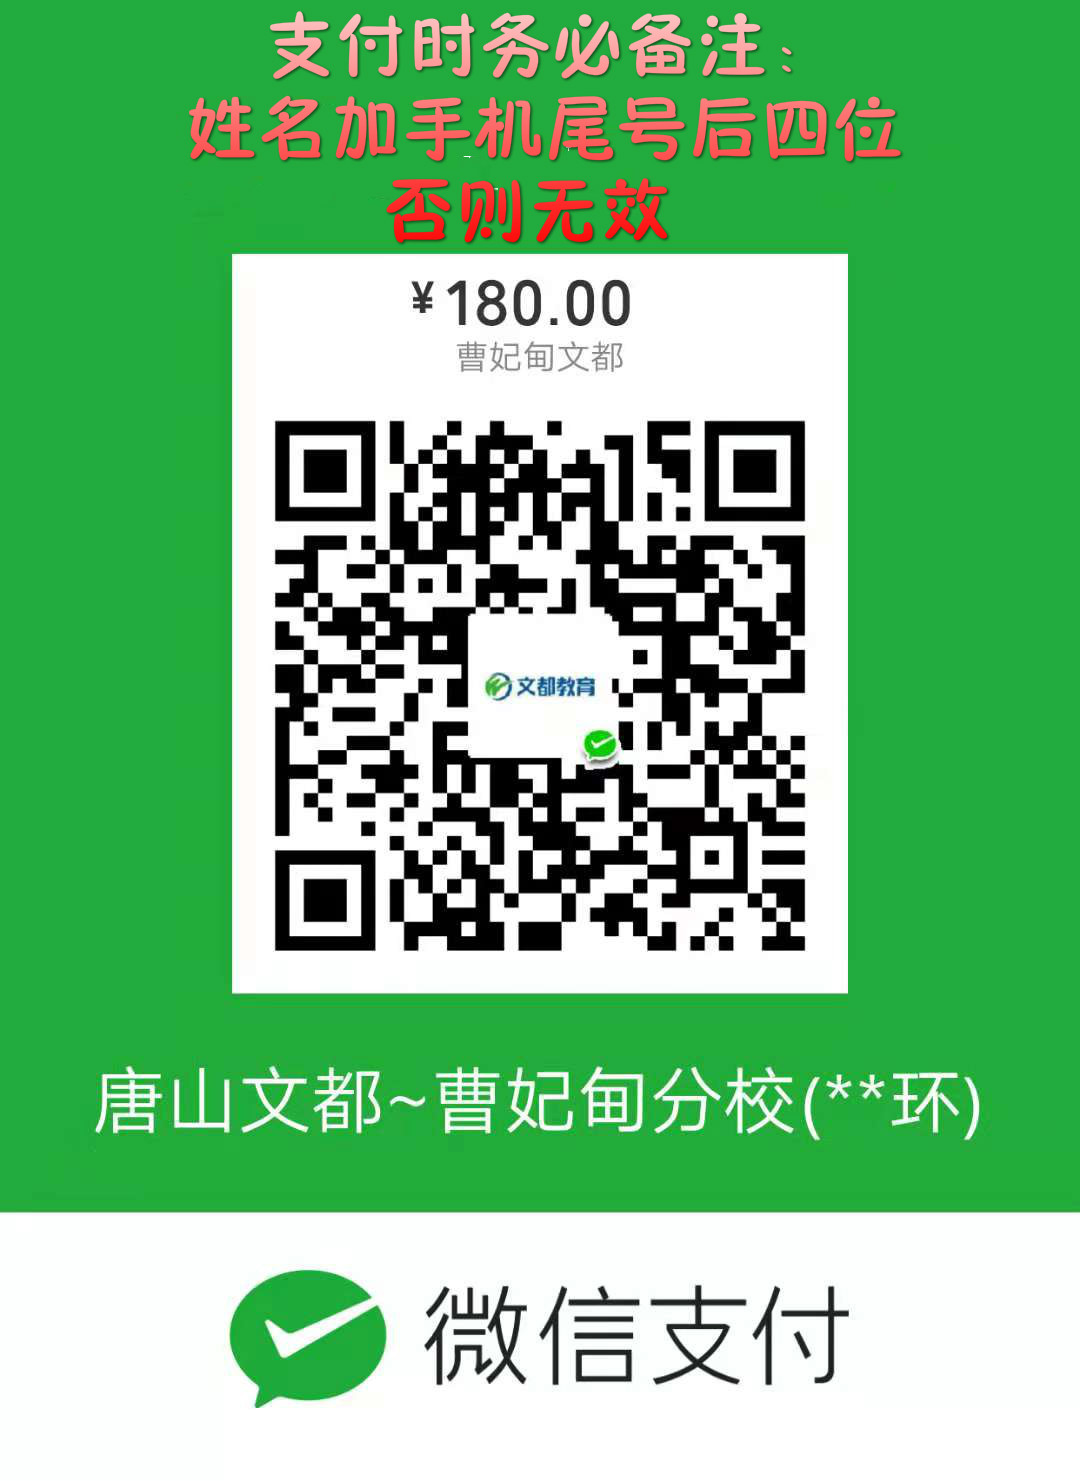 支付时务必备注：
姓名加手机尾号后四位
否则无效
¥180.00
曹妃甸文都
文都教育
唐山文都~曹妃甸分校(**环)
微信支付